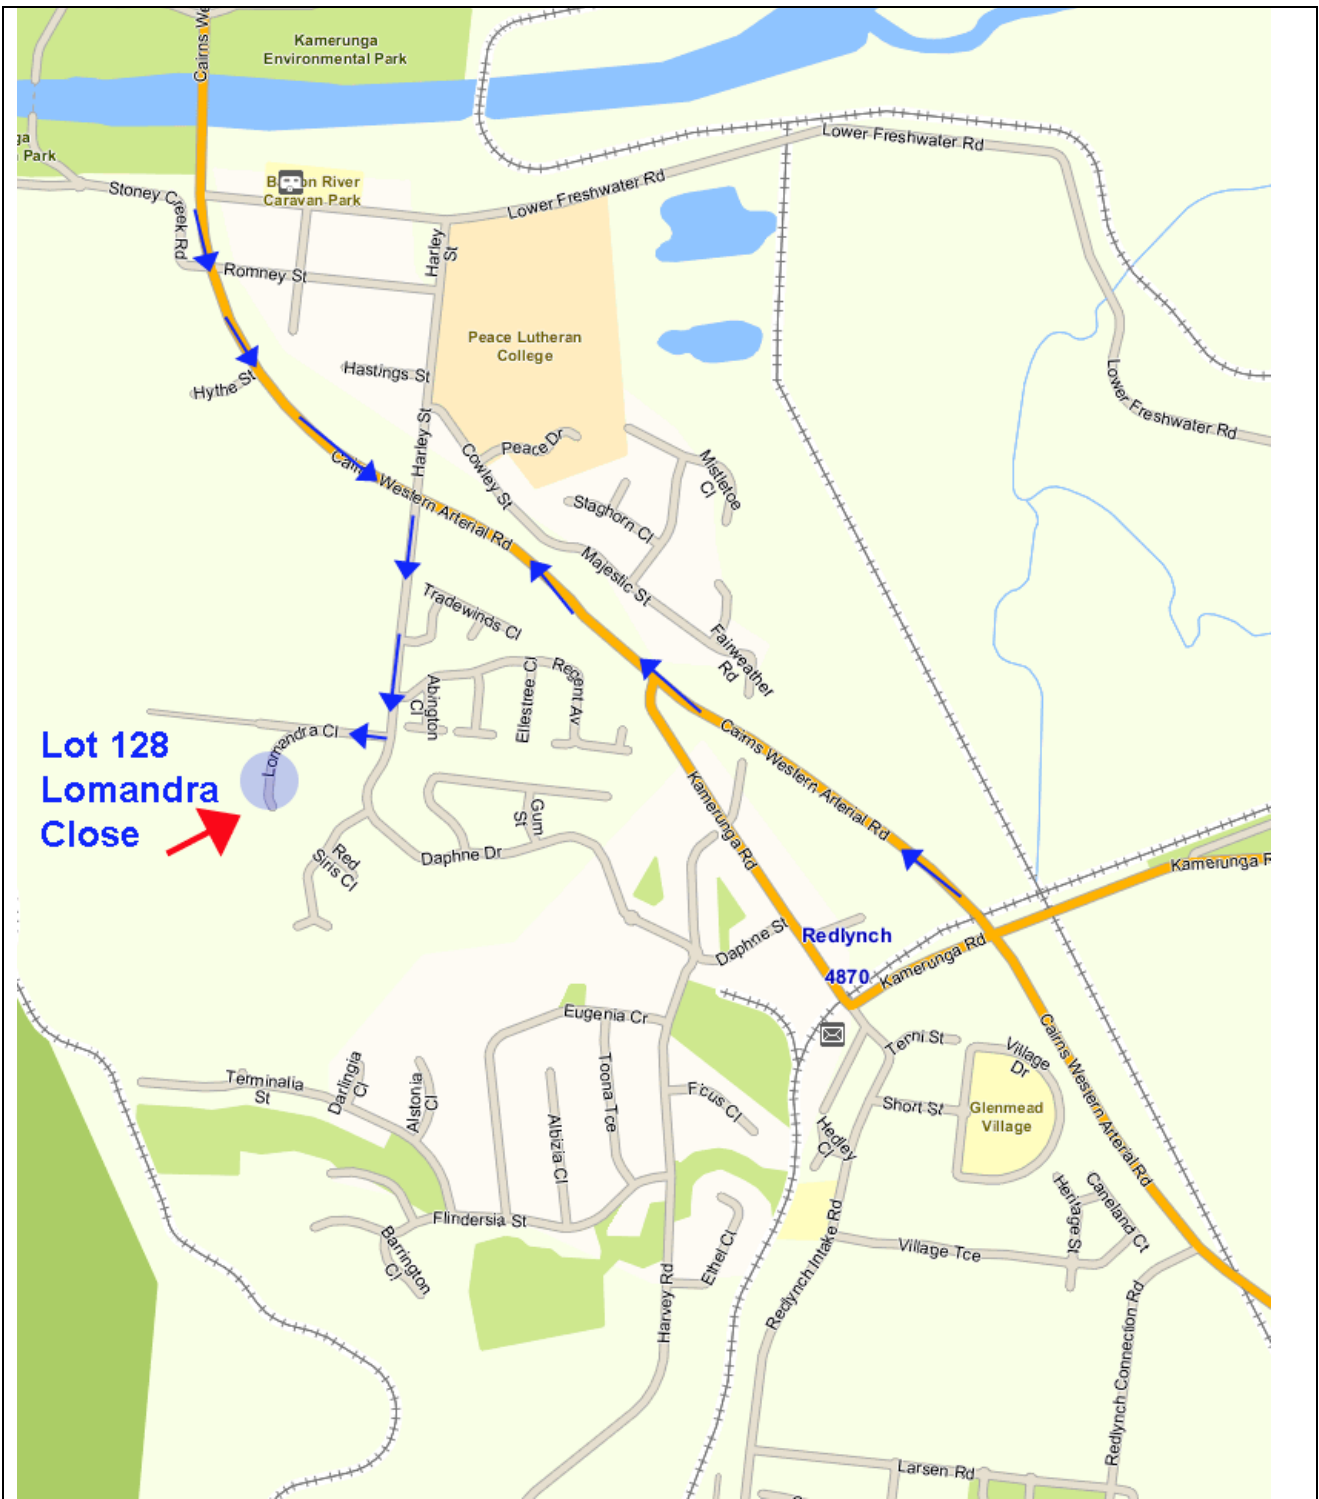 Cairns We
Kamerunga
Environmental Park
ga
Park
Stoney Creek Rd
Barron River
Caravan Park
Lower Freshwater Rd
Lower Freshwater Rd
Harley
St
Romney St
Peace Lutheran
College
Hastings St
Hythe St
Lower Freshwater Rd
Harley St
Peace Dr
Cowley St
Mistletoe
Cl
Cairns Western Arterial Rd
Staghorn Cl
Majestic St
Tradewinds Cl
Fairweather
Rd
Abington
Cl
Ellestree Cl
Regent Av
Lomandra Cl
Lot 128
Lomandra
Close
Cairns Western Arterial Rd
Kamerunga Rd
Gum
St
Daphne Dr
Red
Siris Cl
Kamerunga R
Daphne St
Redlynch
4870
Kamerunga Rd
Eugenia Cr
Cairns Western Arterial Rd
Terni St
Village
Dr
Terminalia
St
Darlingia
Cl
Alstonia
Cl
Toona Tce
Albizia Cl
Ficus Cl
Short St
Glenmead
Village
Hedley
Cl
Heritage St
Caneland Ct
Flindersia St
Barrington
Cl
Ethel Cl
Village Tce
Redlynch Intake Rd
Harvey Rd
Redlynch Connection Rd
Larsen Rd